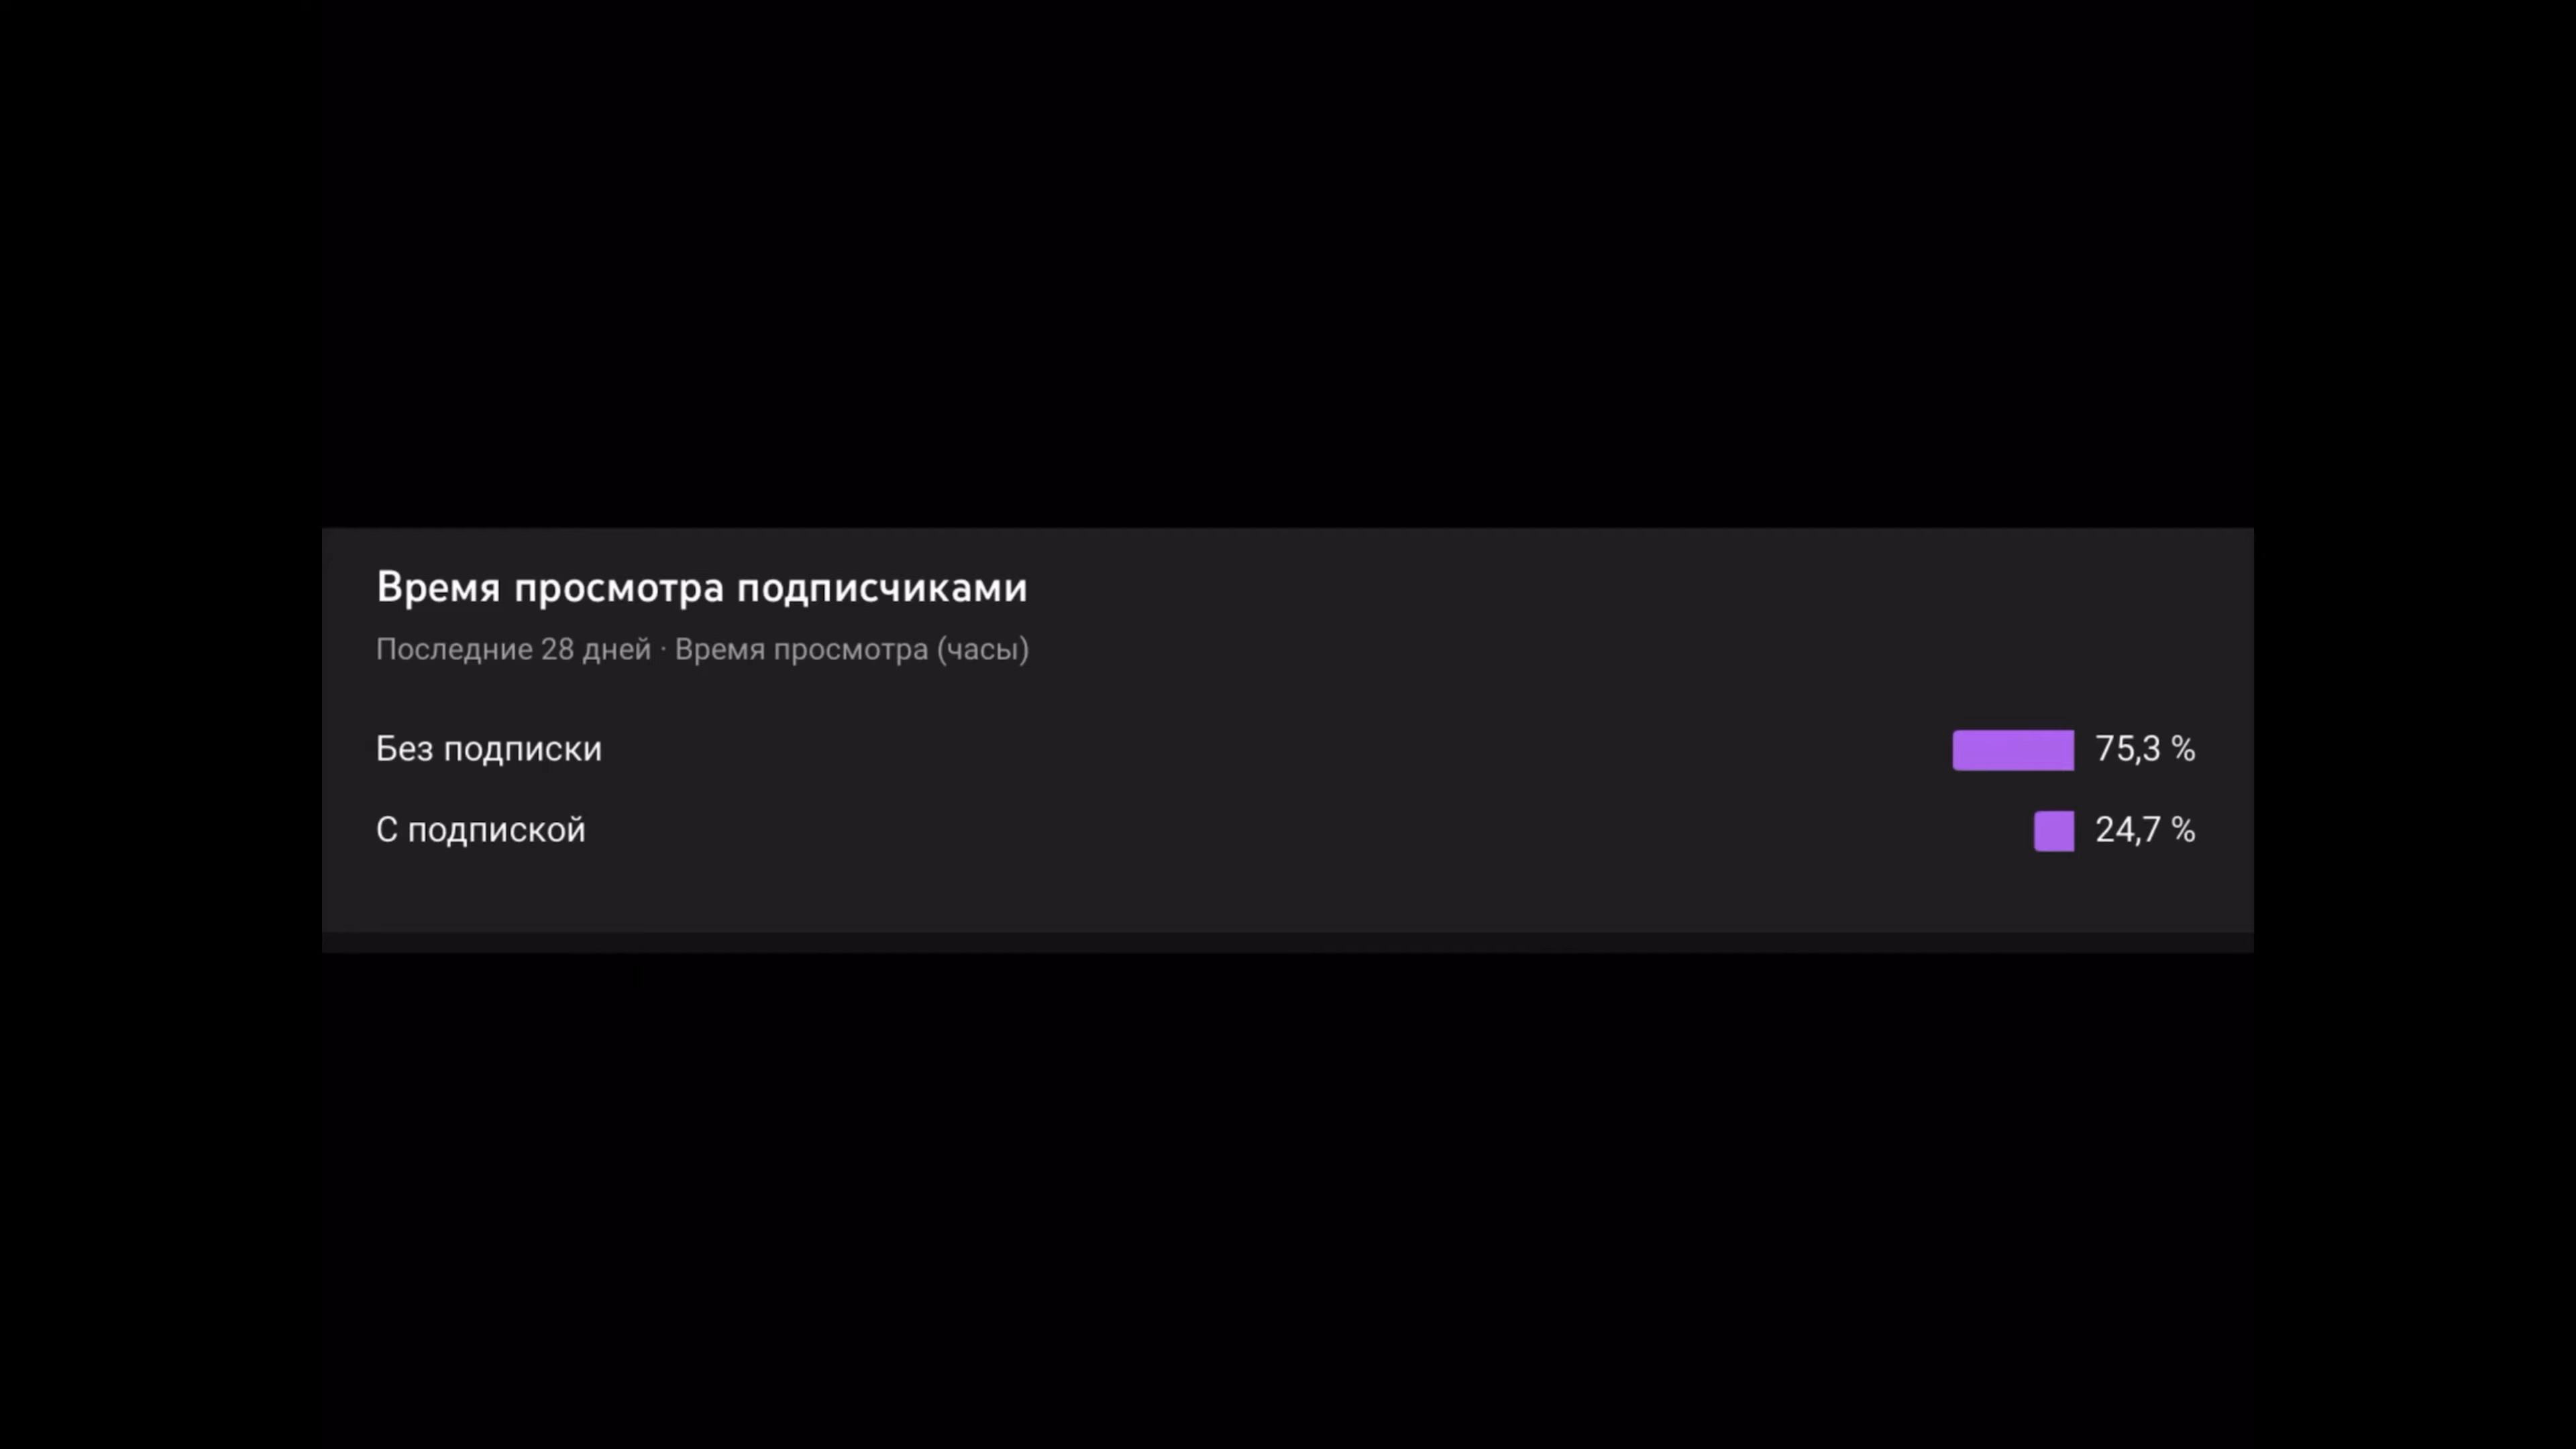 Время просмотра подписчиками
Последние 28 дней · Время просмотра (часы)
Без подписки 75,3 %
С подпиской 24,7 %